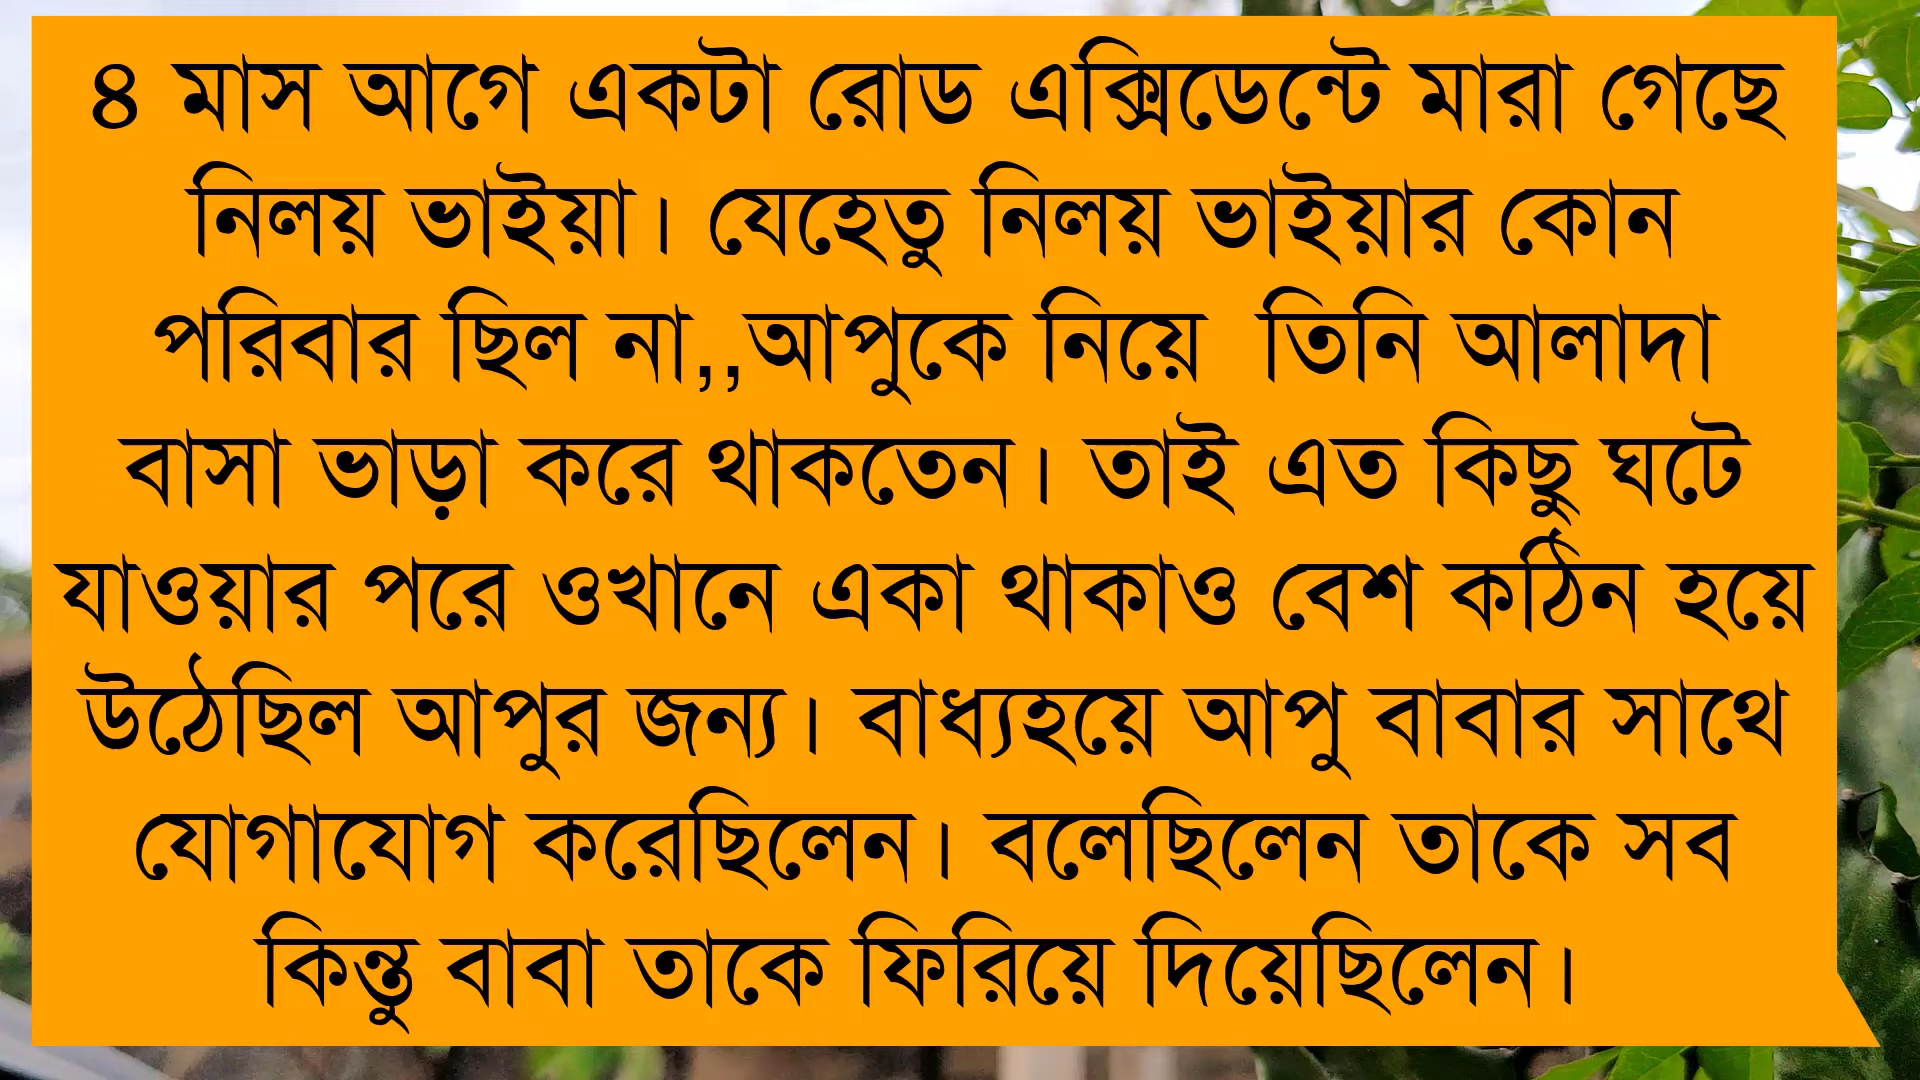 ৪ মাস আগে একটা রোড এক্সিডেন্টে মারা গেছে
নিলয় ভাইয়া। যেহেতু নিলয় ভাইয়ার কোন
পরিবার ছিল না,,আপুকে নিয়ে তিনি আলাদা
বাসা ভাড়া করে থাকতেন। তাই এত কিছু ঘটে
যাওয়ার পরে ওখানে একা থাকাও বেশ কঠিন হয়ে
উঠেছিল আপুর জন্য। বাধ্যহয়ে আপু বাবার সাথে
যোগাযোগ করেছিলেন। বলেছিলেন তাকে সব
কিন্তু বাবা তাকে ফিরিয়ে দিয়েছিলেন।